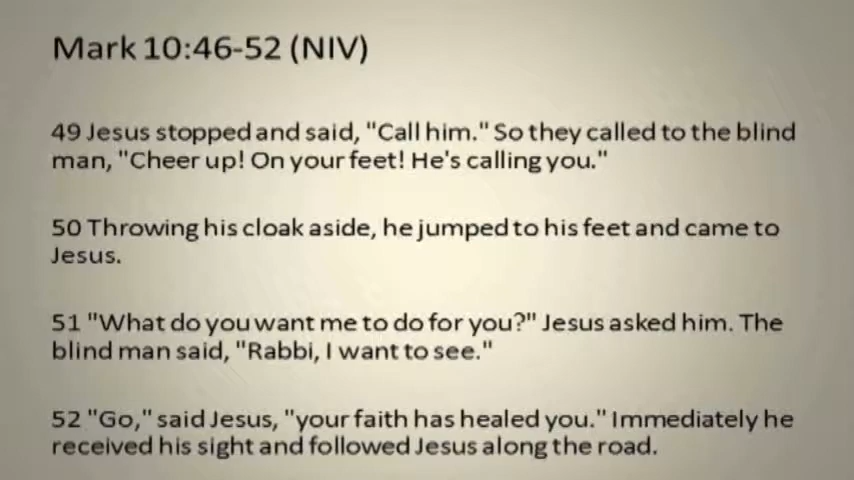 Mark 10:46-52 (NIV)
49 Jesus stopped and said, "Call him." So they called to the blind
man, "Cheer up! On your feet! He's calling you."
50 Throwing his cloak aside, he jumped to his feet and came to
Jesus.
51 "What do you want me to do for you?" Jesus asked him. The
blind man said, "Rabbi, I want to see."
52 "Go," said Jesus, "your faith has healed you." Immediately he
received his sight and followed Jesus along the road.